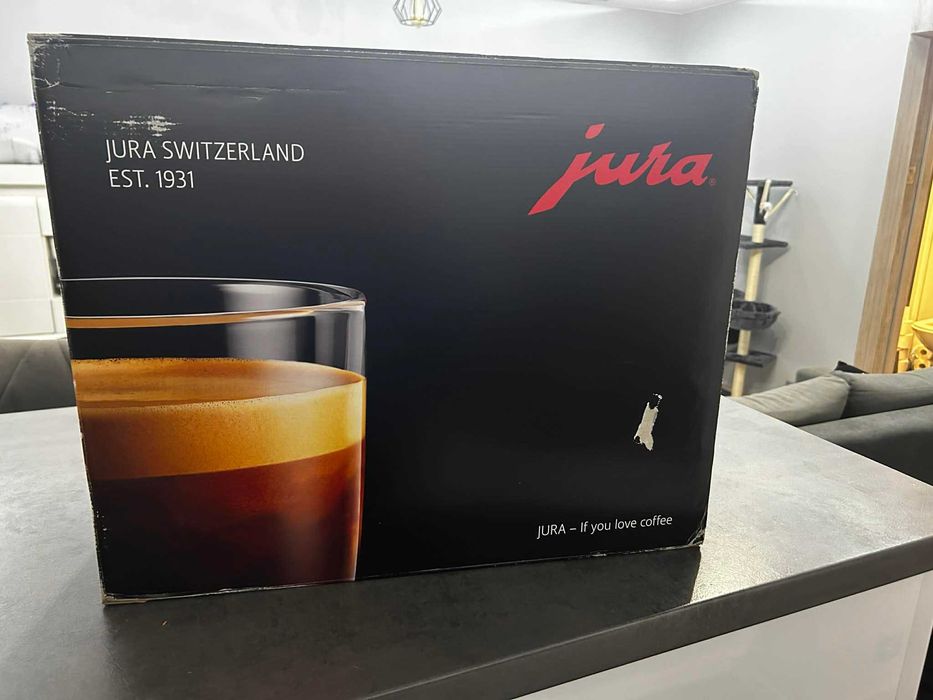 JURA SWITZERLAND
EST. 1931
jura®
JURA – If you love coffee